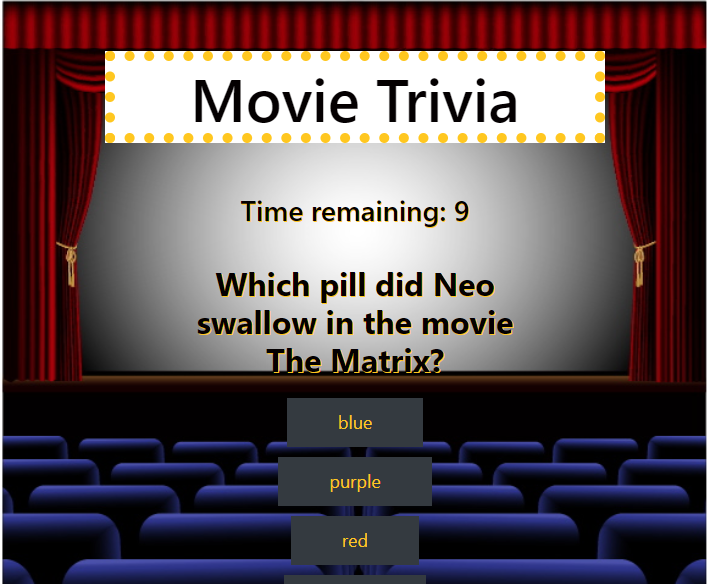 Movie Trivia
Time remaining: 9
Which pill did Neo
swallow in the movie
The Matrix?
blue
purple
red